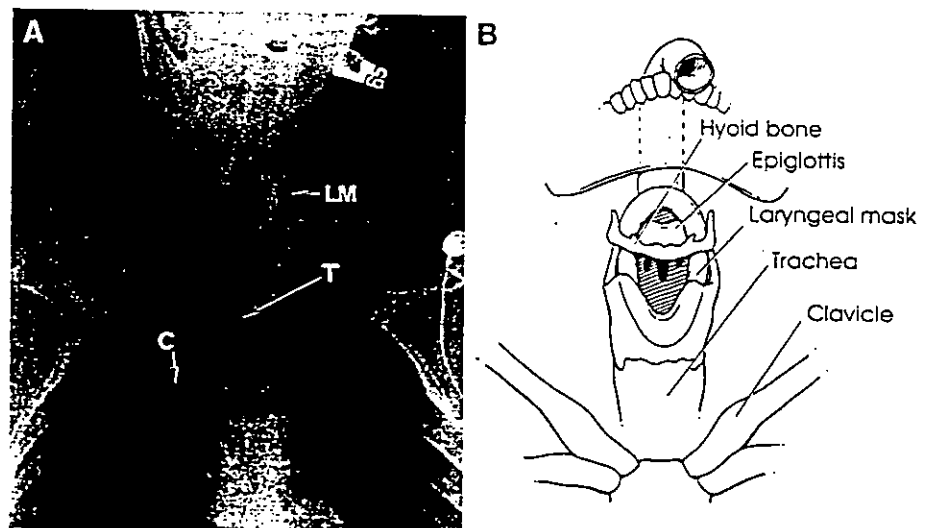 A
LM
T
C
B
Hyoid bone
Epiglottis
Laryngeal mask
Trachea
Clavicle